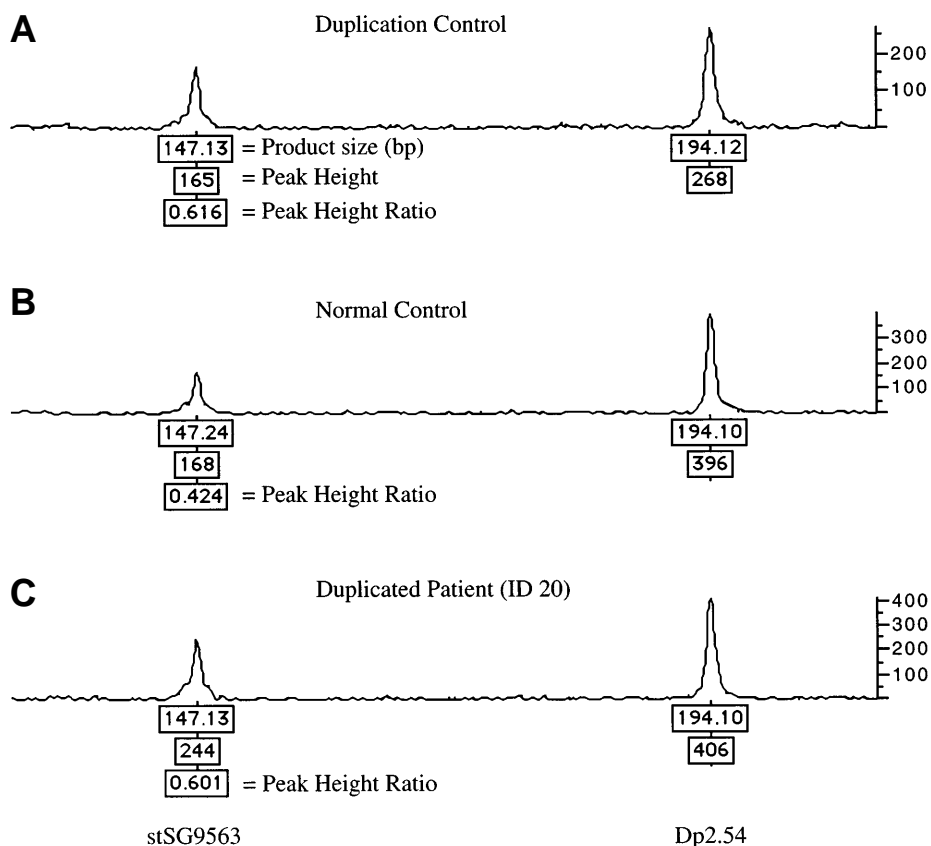 A
Duplication Control
200
100
147.13 = Product size (bp)
194.12
165 = Peak Height
268
0.616 = Peak Height Ratio
B
Normal Control
300
200
100
147.24
194.10
168
396
0.424 = Peak Height Ratio
C
Duplicated Patient (ID 20)
400
300
200
100
147.13
194.10
244
406
0.601 = Peak Height Ratio
stSG9563
Dp2.54